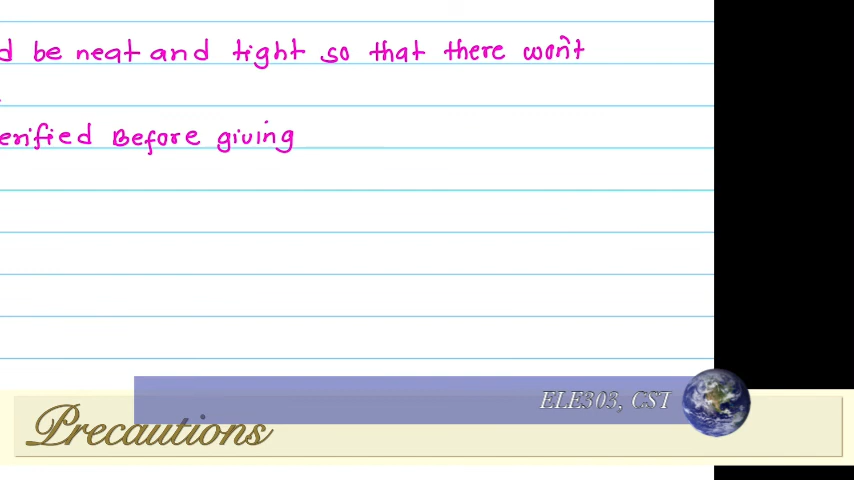 d be neat and tight so that there won't
erified Before giving
ELE303, CST
Precautions